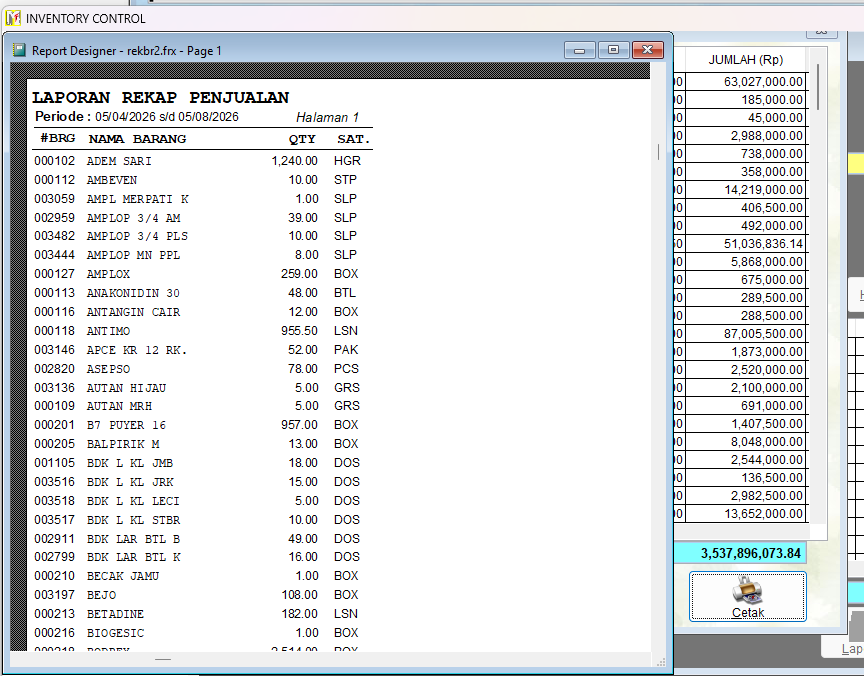 INVENTORY CONTROL
Report Designer - rekbr2.frx - Page 1
LAPORAN REKAP PENJUALAN
Periode : 05/04/2026 s/d 05/08/2026 Halaman 1
#BRG NAMA BARANG QTY SAT.
000102 ADEM SARI 1,240.00 HGR
000112 AMBEVEN 10.00 STP
003059 AMPL MERPATI K 1.00 SLP
002959 AMPLOP 3/4 AM 39.00 SLP
003482 AMPLOP 3/4 PLS 10.00 SLP
003444 AMPLOP MN PPL 8.00 SLP
000127 AMPLOX 259.00 BOX
000113 ANAKONIDIN 30 48.00 BTL
000116 ANTANGIN CAIR 12.00 BOX
000118 ANTIMO 955.50 LSN
003146 APCE KR 12 RK. 52.00 PAK
002820 ASEPSO 78.00 PCS
003136 AUTAN HIJAU 5.00 GRS
000109 AUTAN MRH 5.00 GRS
000201 B7 PUYER 16 957.00 BOX
000205 BALPIRIK M 13.00 BOX
001105 BDK L KL JMB 18.00 DOS
003516 BDK L KL JRK 15.00 DOS
003518 BDK L KL LECI 5.00 DOS
003517 BDK L KL STBR 10.00 DOS
002911 BDK LAR BTL B 49.00 DOS
002799 BDK LAR BTL K 16.00 DOS
000210 BECAK JAMU 1.00 BOX
003197 BEJO 108.00 BOX
000213 BETADINE 182.00 LSN
000216 BIOGESIC 1.00 BOX
JUMLAH (Rp)
63,027,000.00
185,000.00
45,000.00
2,988,000.00
738,000.00
358,000.00
14,219,000.00
406,500.00
492,000.00
51,036,836.14
5,868,000.00
675,000.00
289,500.00
288,500.00
87,005,500.00
1,873,000.00
2,520,000.00
2,100,000.00
691,000.00
1,407,500.00
8,048,000.00
2,544,000.00
136,500.00
2,982,500.00
13,652,000.00
3,537,896,073.84
Cetak
Lap